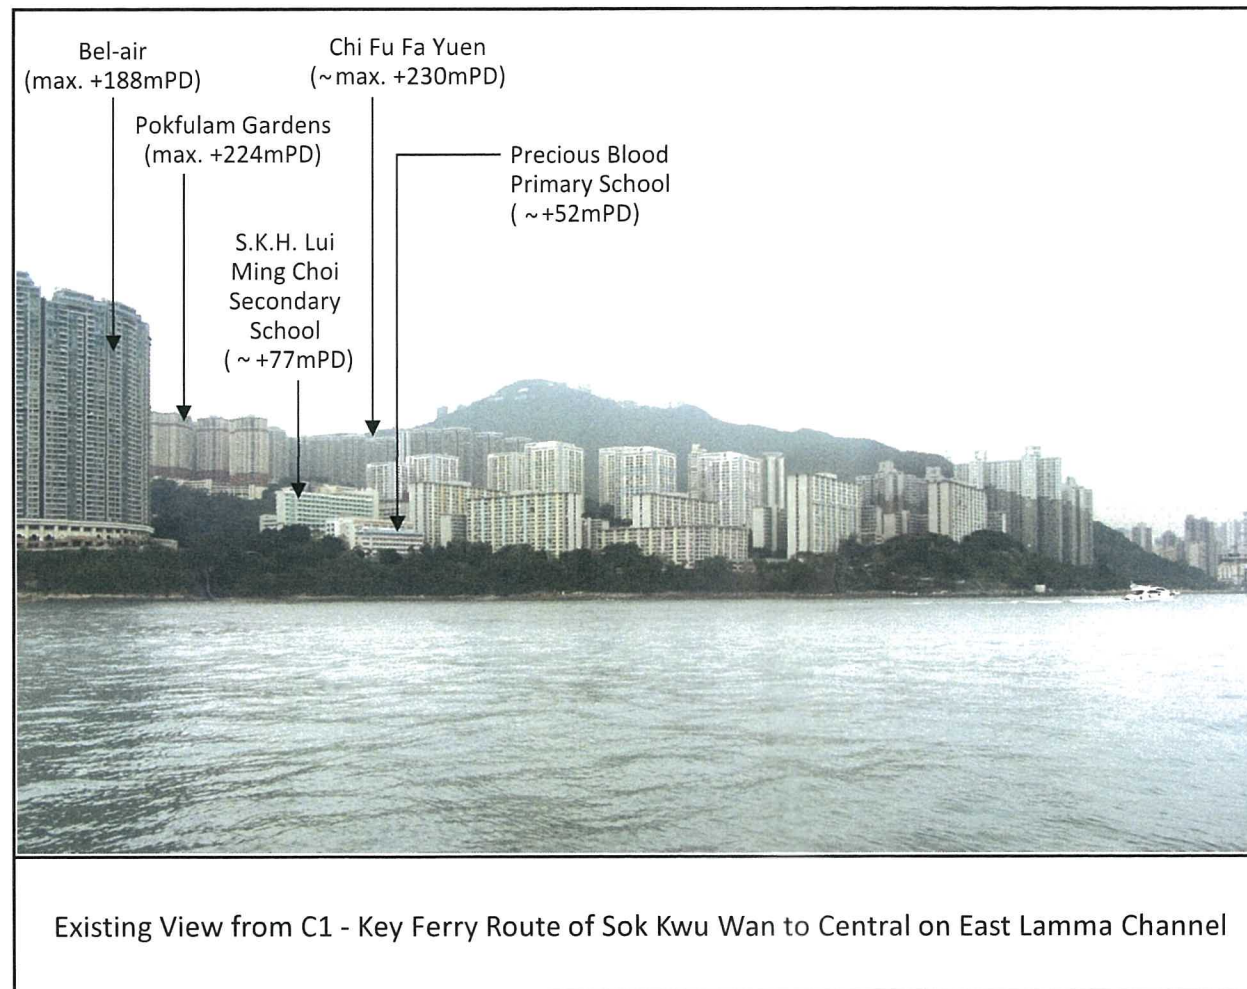 Bel-air
(max. +188mPD)
Chi Fu Fa Yuen
(~max. +230mPD)
Pokfulam Gardens
(max. +224mPD)
Precious Blood
Primary School
( ~+52mPD)
S.K.H. Lui
Ming Choi
Secondary
School
( ~ +77mPD)
Existing View from C1 - Key Ferry Route of Sok Kwu Wan to Central on East Lamma Channel